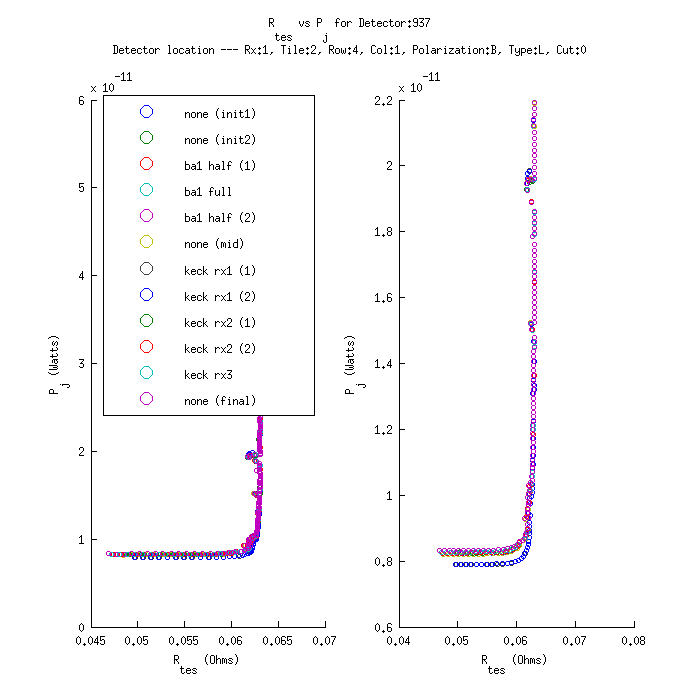 R tes vs P j for Detector:937
Detector location --- Rx:1, Tile:2, Row:4, Col:1, Polarization:B, Type:L, Cut:0
x 10 -11
6
5
4
3
2
1
0
P j (Watts)
none (init1)
none (init2)
ba1 half (1)
ba1 full
ba1 half (2)
none (mid)
keck rx1 (1)
keck rx1 (2)
keck rx2 (1)
keck rx2 (2)
keck rx3
none (final)
0.045 0.05 0.055 0.06 0.065 0.07
R tes (Ohms)
x 10 -11
2.2
2
1.8
1.6
1.4
1.2
1
0.8
0.6
P j (Watts)
0.04 0.05 0.06 0.07 0.08
R tes (Ohms)